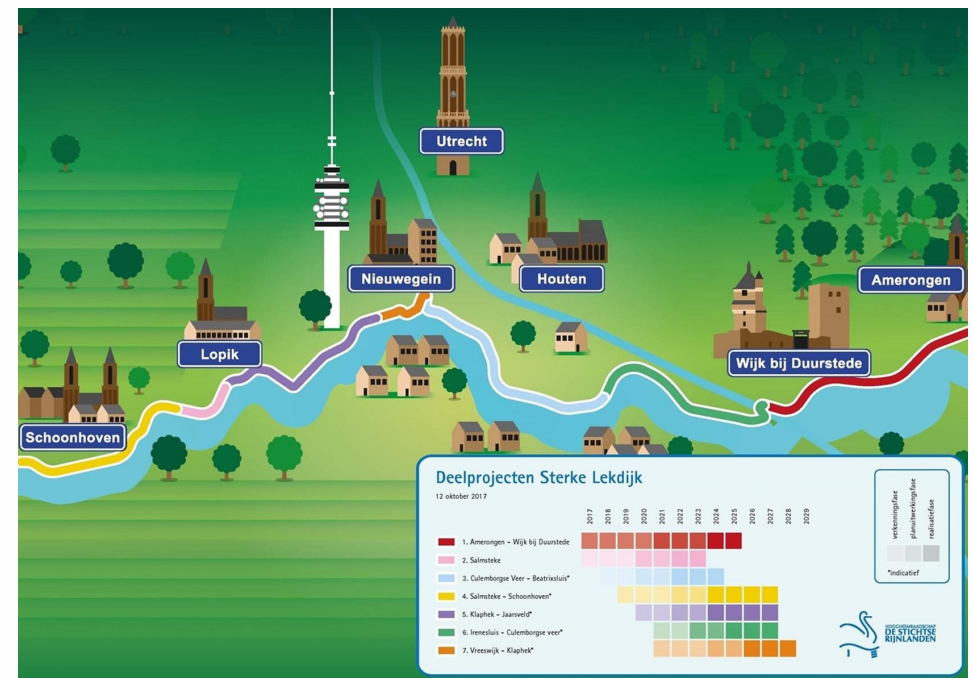 Utrecht
Nieuwegein
Houten
Amerongen
Lopik
Wijk bij Duurstede
Schoonhoven
Deelprojecten Sterke Lekdijk
12 oktober 2017
2017 2018 2019 2020 2021 2022 2023 2024 2025 2026 2027 2028 2029
1. Amerongen - Wijk bij Duurstede
2. Salmsteke
3. Culemborgse Veer - Beatrixsluis*
4. Salmsteke - Schoonhoven*
5. Klaphek - Jaarsveld*
6. Irenesluis - Culemborgse veer*
7. Vreeswijk - Klaphek*
verkenningsfase
planuitwerkingsfase
realisatiefase
*indicatief
HOOGHEEMRAADSCHAP
DE STICHTSE
RIJNLANDEN